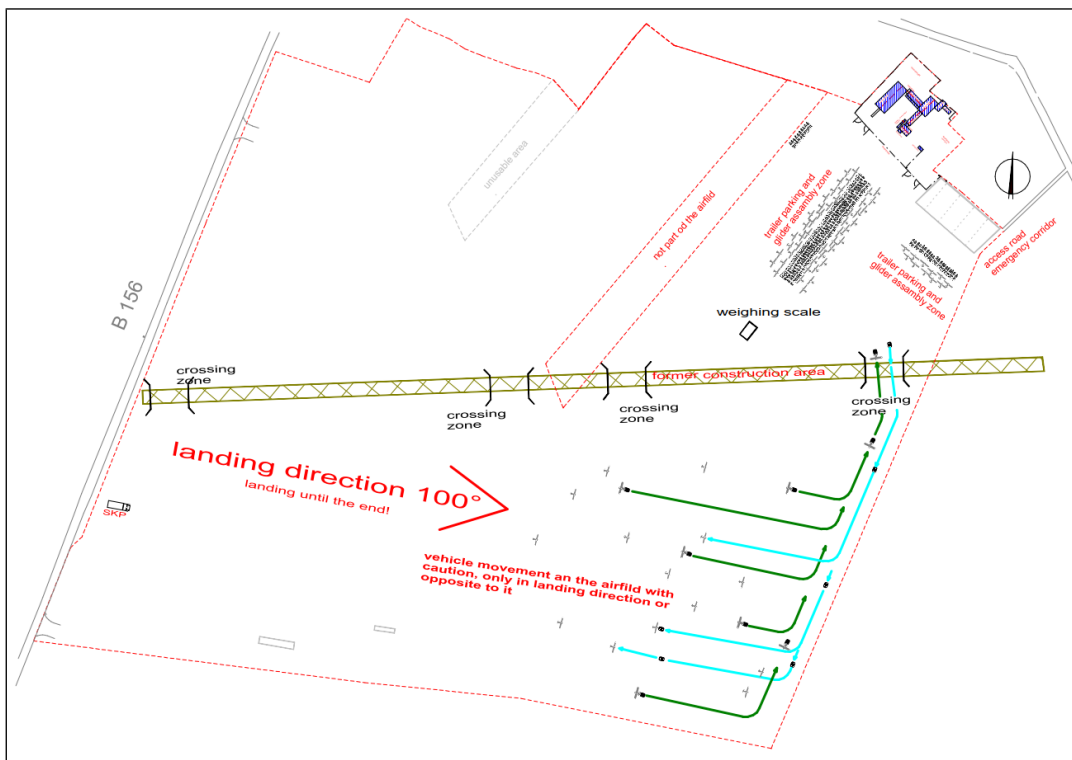 unusable area
not part od the airfild
trailer parking and
glider assembly zone
trailer parking and
glider assembly zone
access road
emergency corridor
B 156
weighing scale
crossing
zone
former construction area
crossing
zone
crossing
zone
crossing
zone
landing direction 100°
landing until the end!
SKP
vehicle movement an the airfild with
caution, only in landing direction or
opposite to it